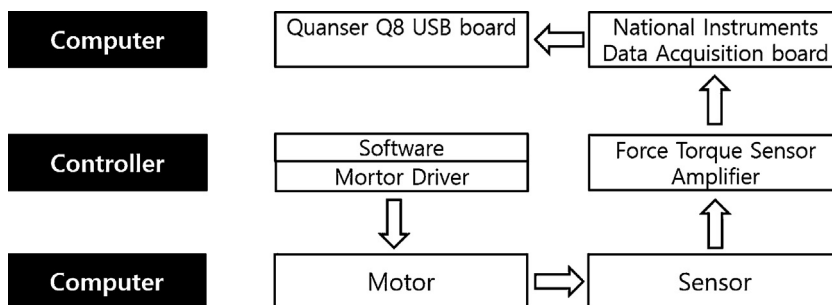 Computer
Quanser Q8 USB board
National Instruments
Data Acquisition board
Controller
Software
Mortor Driver
Force Torque Sensor
Amplifier
Computer
Motor
Sensor